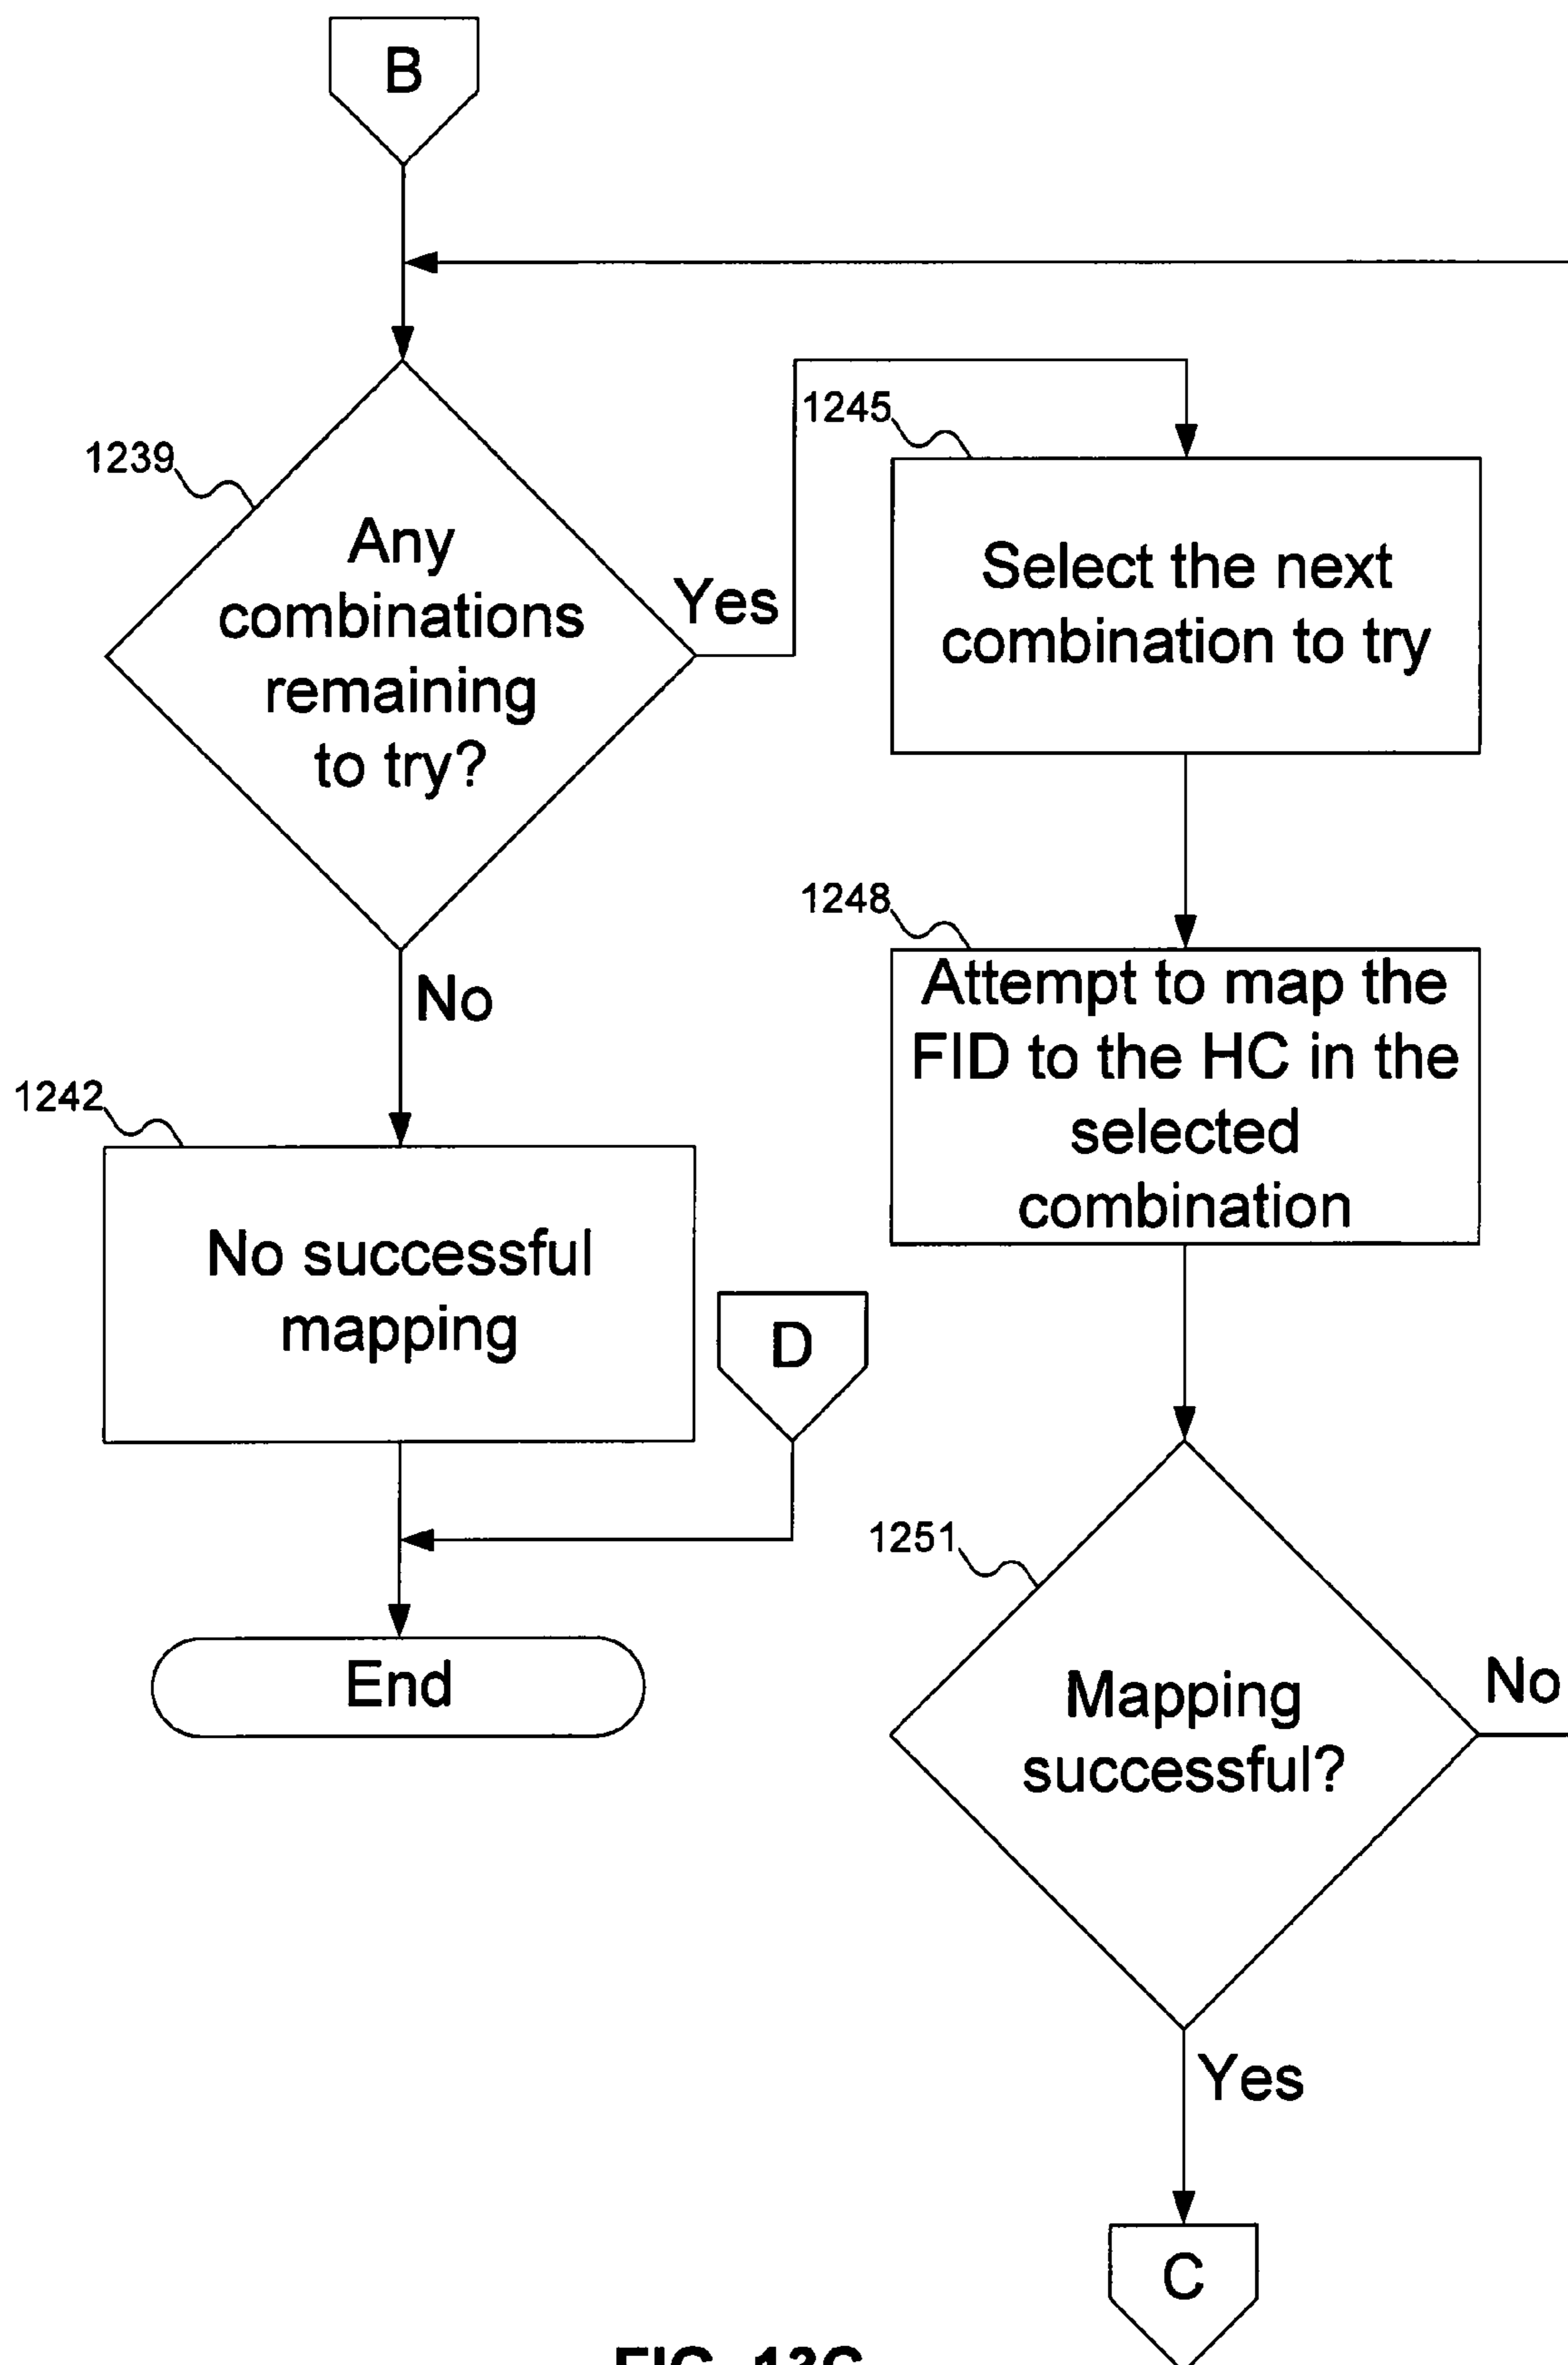 B
1239
Any
combinations
remaining
to try?
Yes
No
1245
Select the next
combination to try
1248
Attempt to map the
FID to the HC in the
selected
combination
1242
No successful
mapping
D
End
1251
Mapping
successful?
No
Yes
C
FIG. 13C